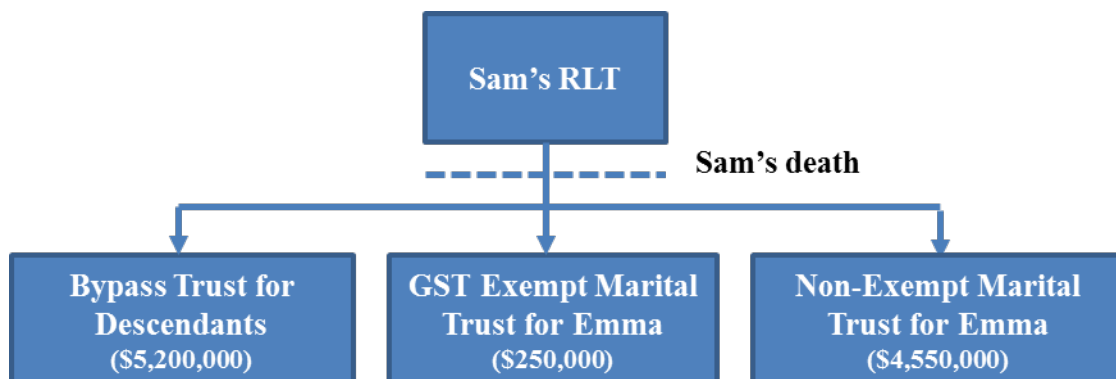 Sam’s RLT
Sam’s death
Bypass Trust for
Descendants
($5,200,000)
GST Exempt Marital
Trust for Emma
($250,000)
Non-Exempt Marital
Trust for Emma
($4,550,000)